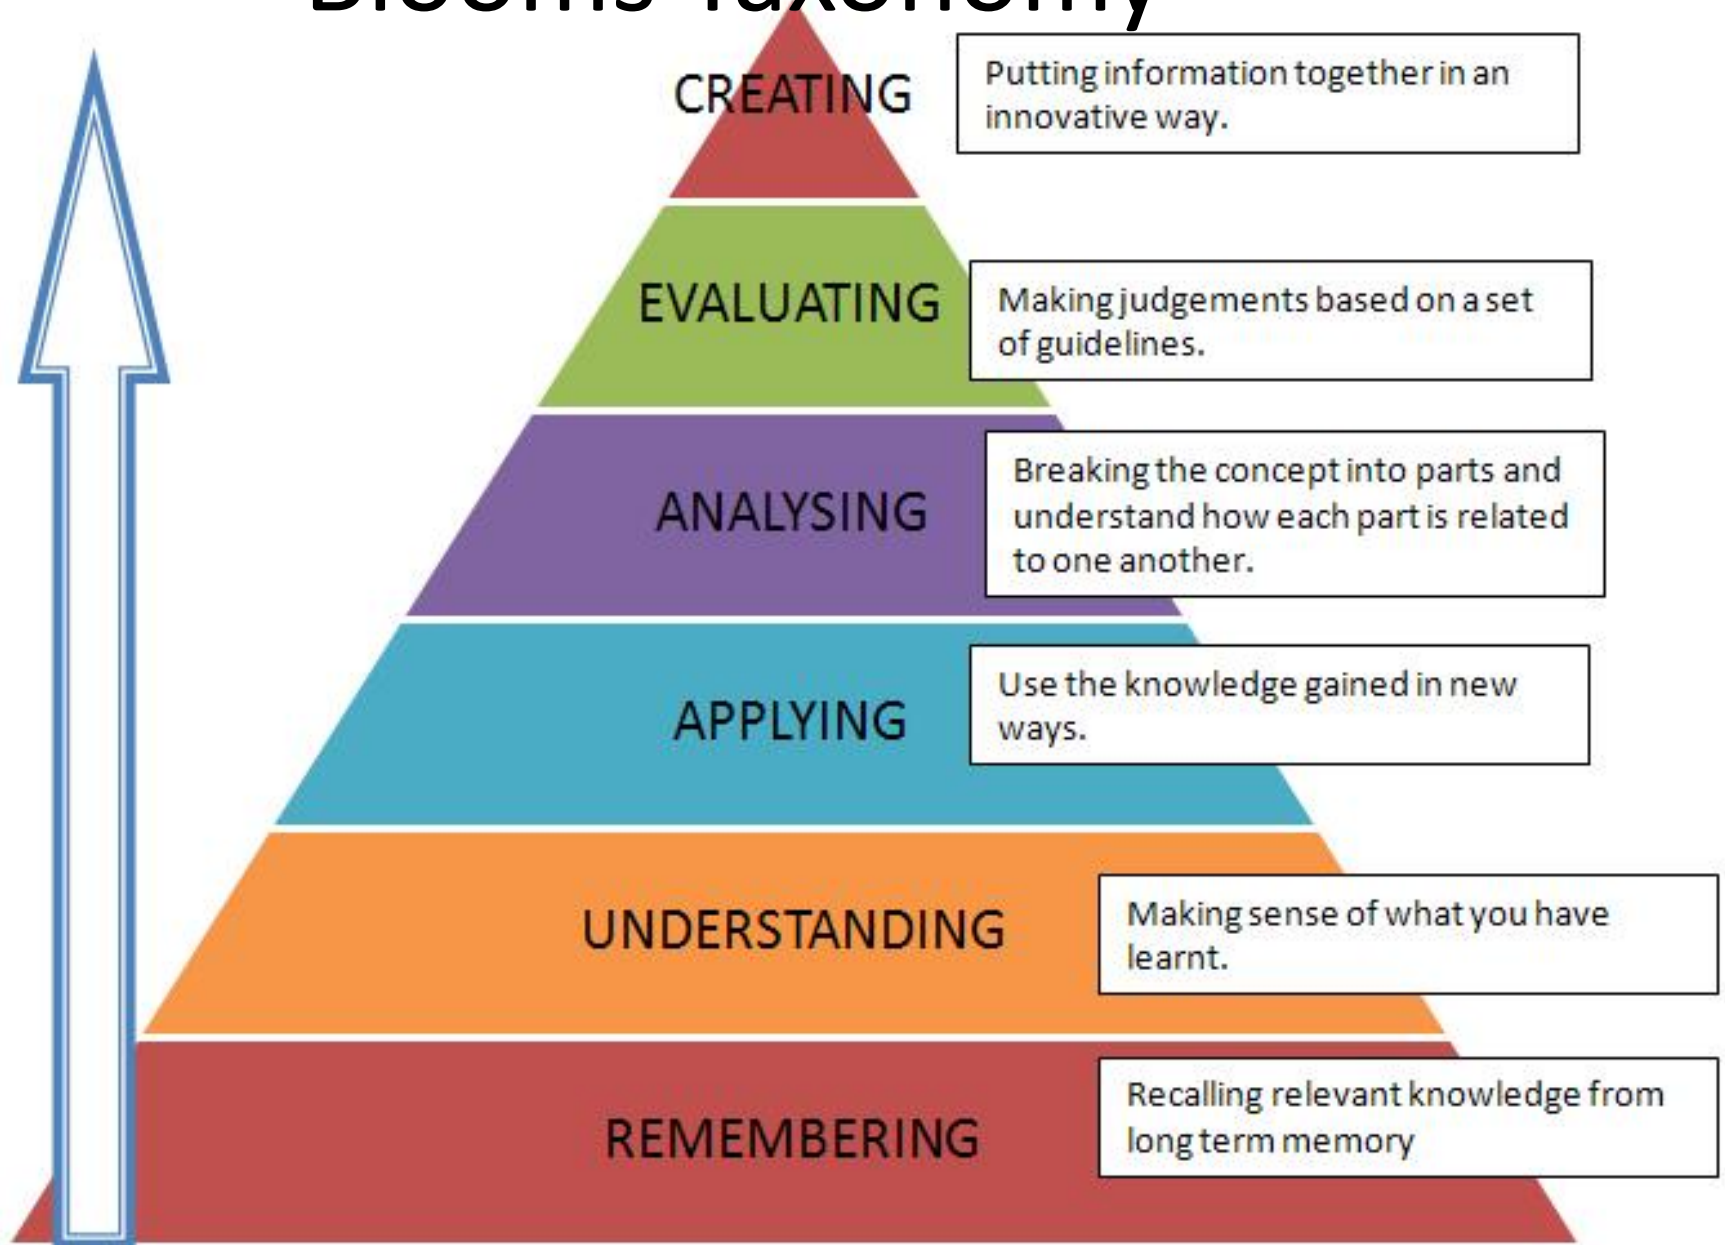 Blooms Taxonomy
CREATING
Putting information together in an
innovative way.
EVALUATING
Making judgements based on a set
of guidelines.
ANALYSING
Breaking the concept into parts and
understand how each part is related
to one another.
APPLYING
Use the knowledge gained in new
ways.
UNDERSTANDING
Making sense of what you have
learnt.
REMEMBERING
Recalling relevant knowledge from
long term memory